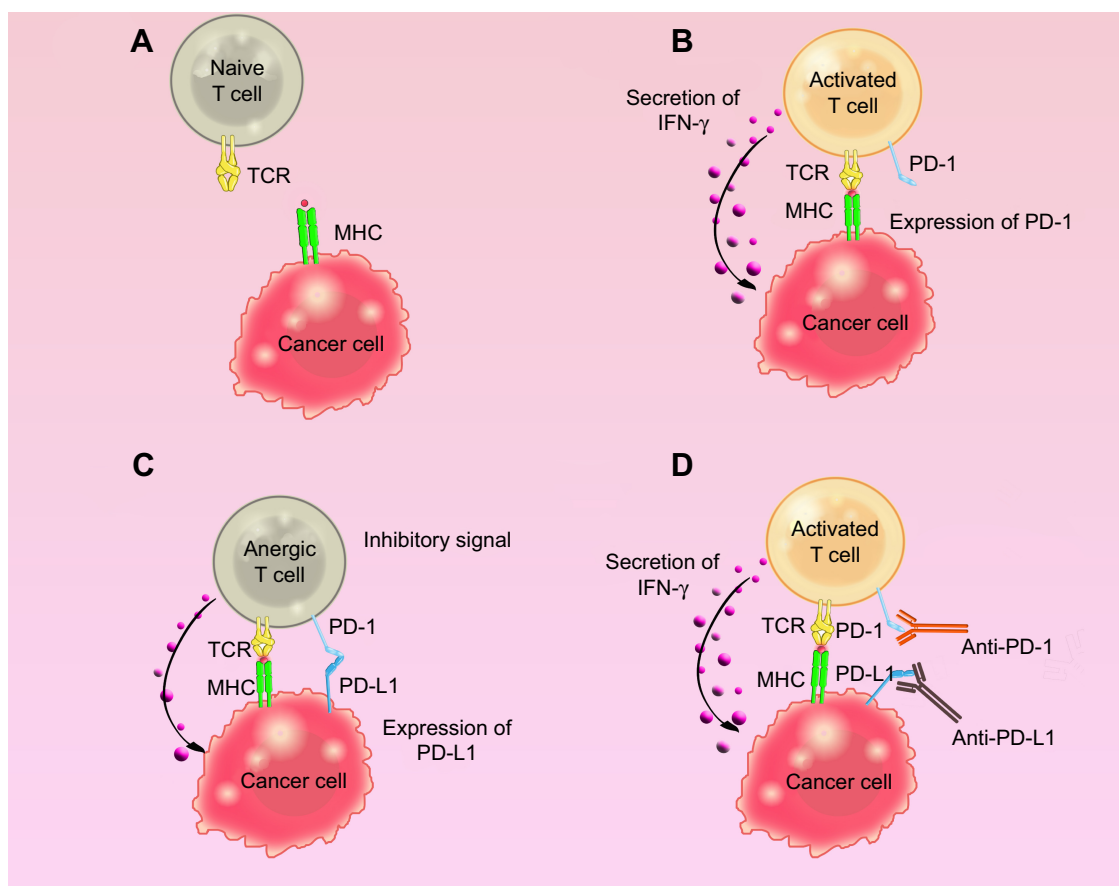 A
Naive
T cell
TCR
MHC
Cancer cell
B
Activated
T cell
Secretion of
IFN-γ
PD-1
TCR
MHC
Expression of PD-1
Cancer cell
C
Anergic
T cell
Inhibitory signal
PD-1
TCR
MHC
PD-L1
Expression of
PD-L1
Cancer cell
D
Activated
T cell
Secretion of
IFN-γ
TCR
PD-1
Anti-PD-1
MHC
PD-L1
Anti-PD-L1
Cancer cell